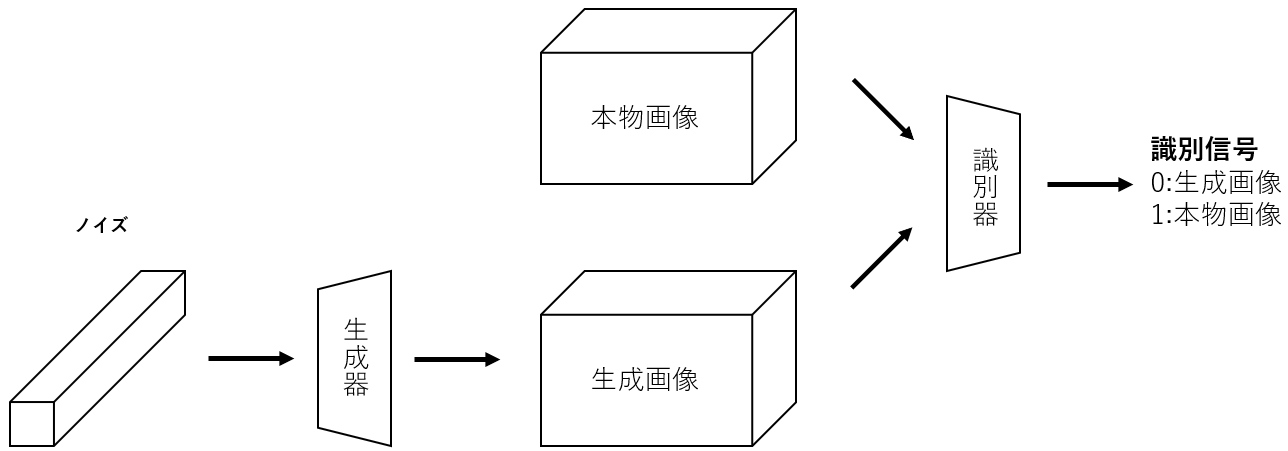 本物画像
識別器
識別信号
0:生成画像
1:本物画像
ノイズ
生成器
生成画像